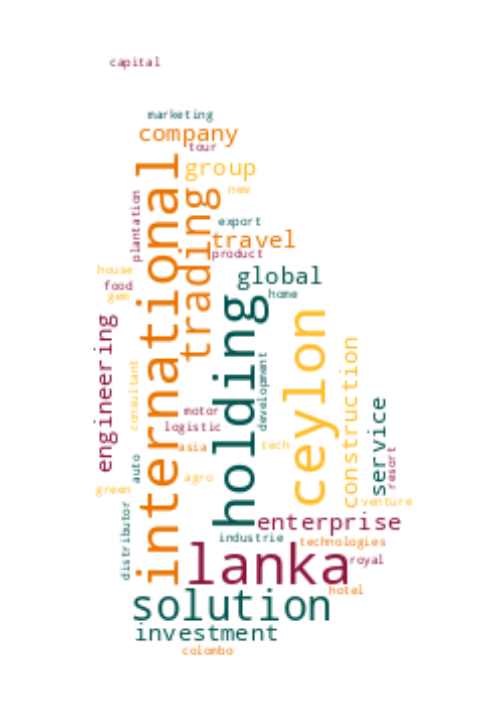 capital
marketing
company
tour
international
group
trading
new
plantation
export
travel
product
house
global
food
gem
home
holding
ceylon
engineering
construction
development
consultant
service
motor
logistic
asia
tech
resort
auto
agro
green
venture
distributor
enterprise
industrie
technologies
lanka
royal
hotel
solution
investment
colombo